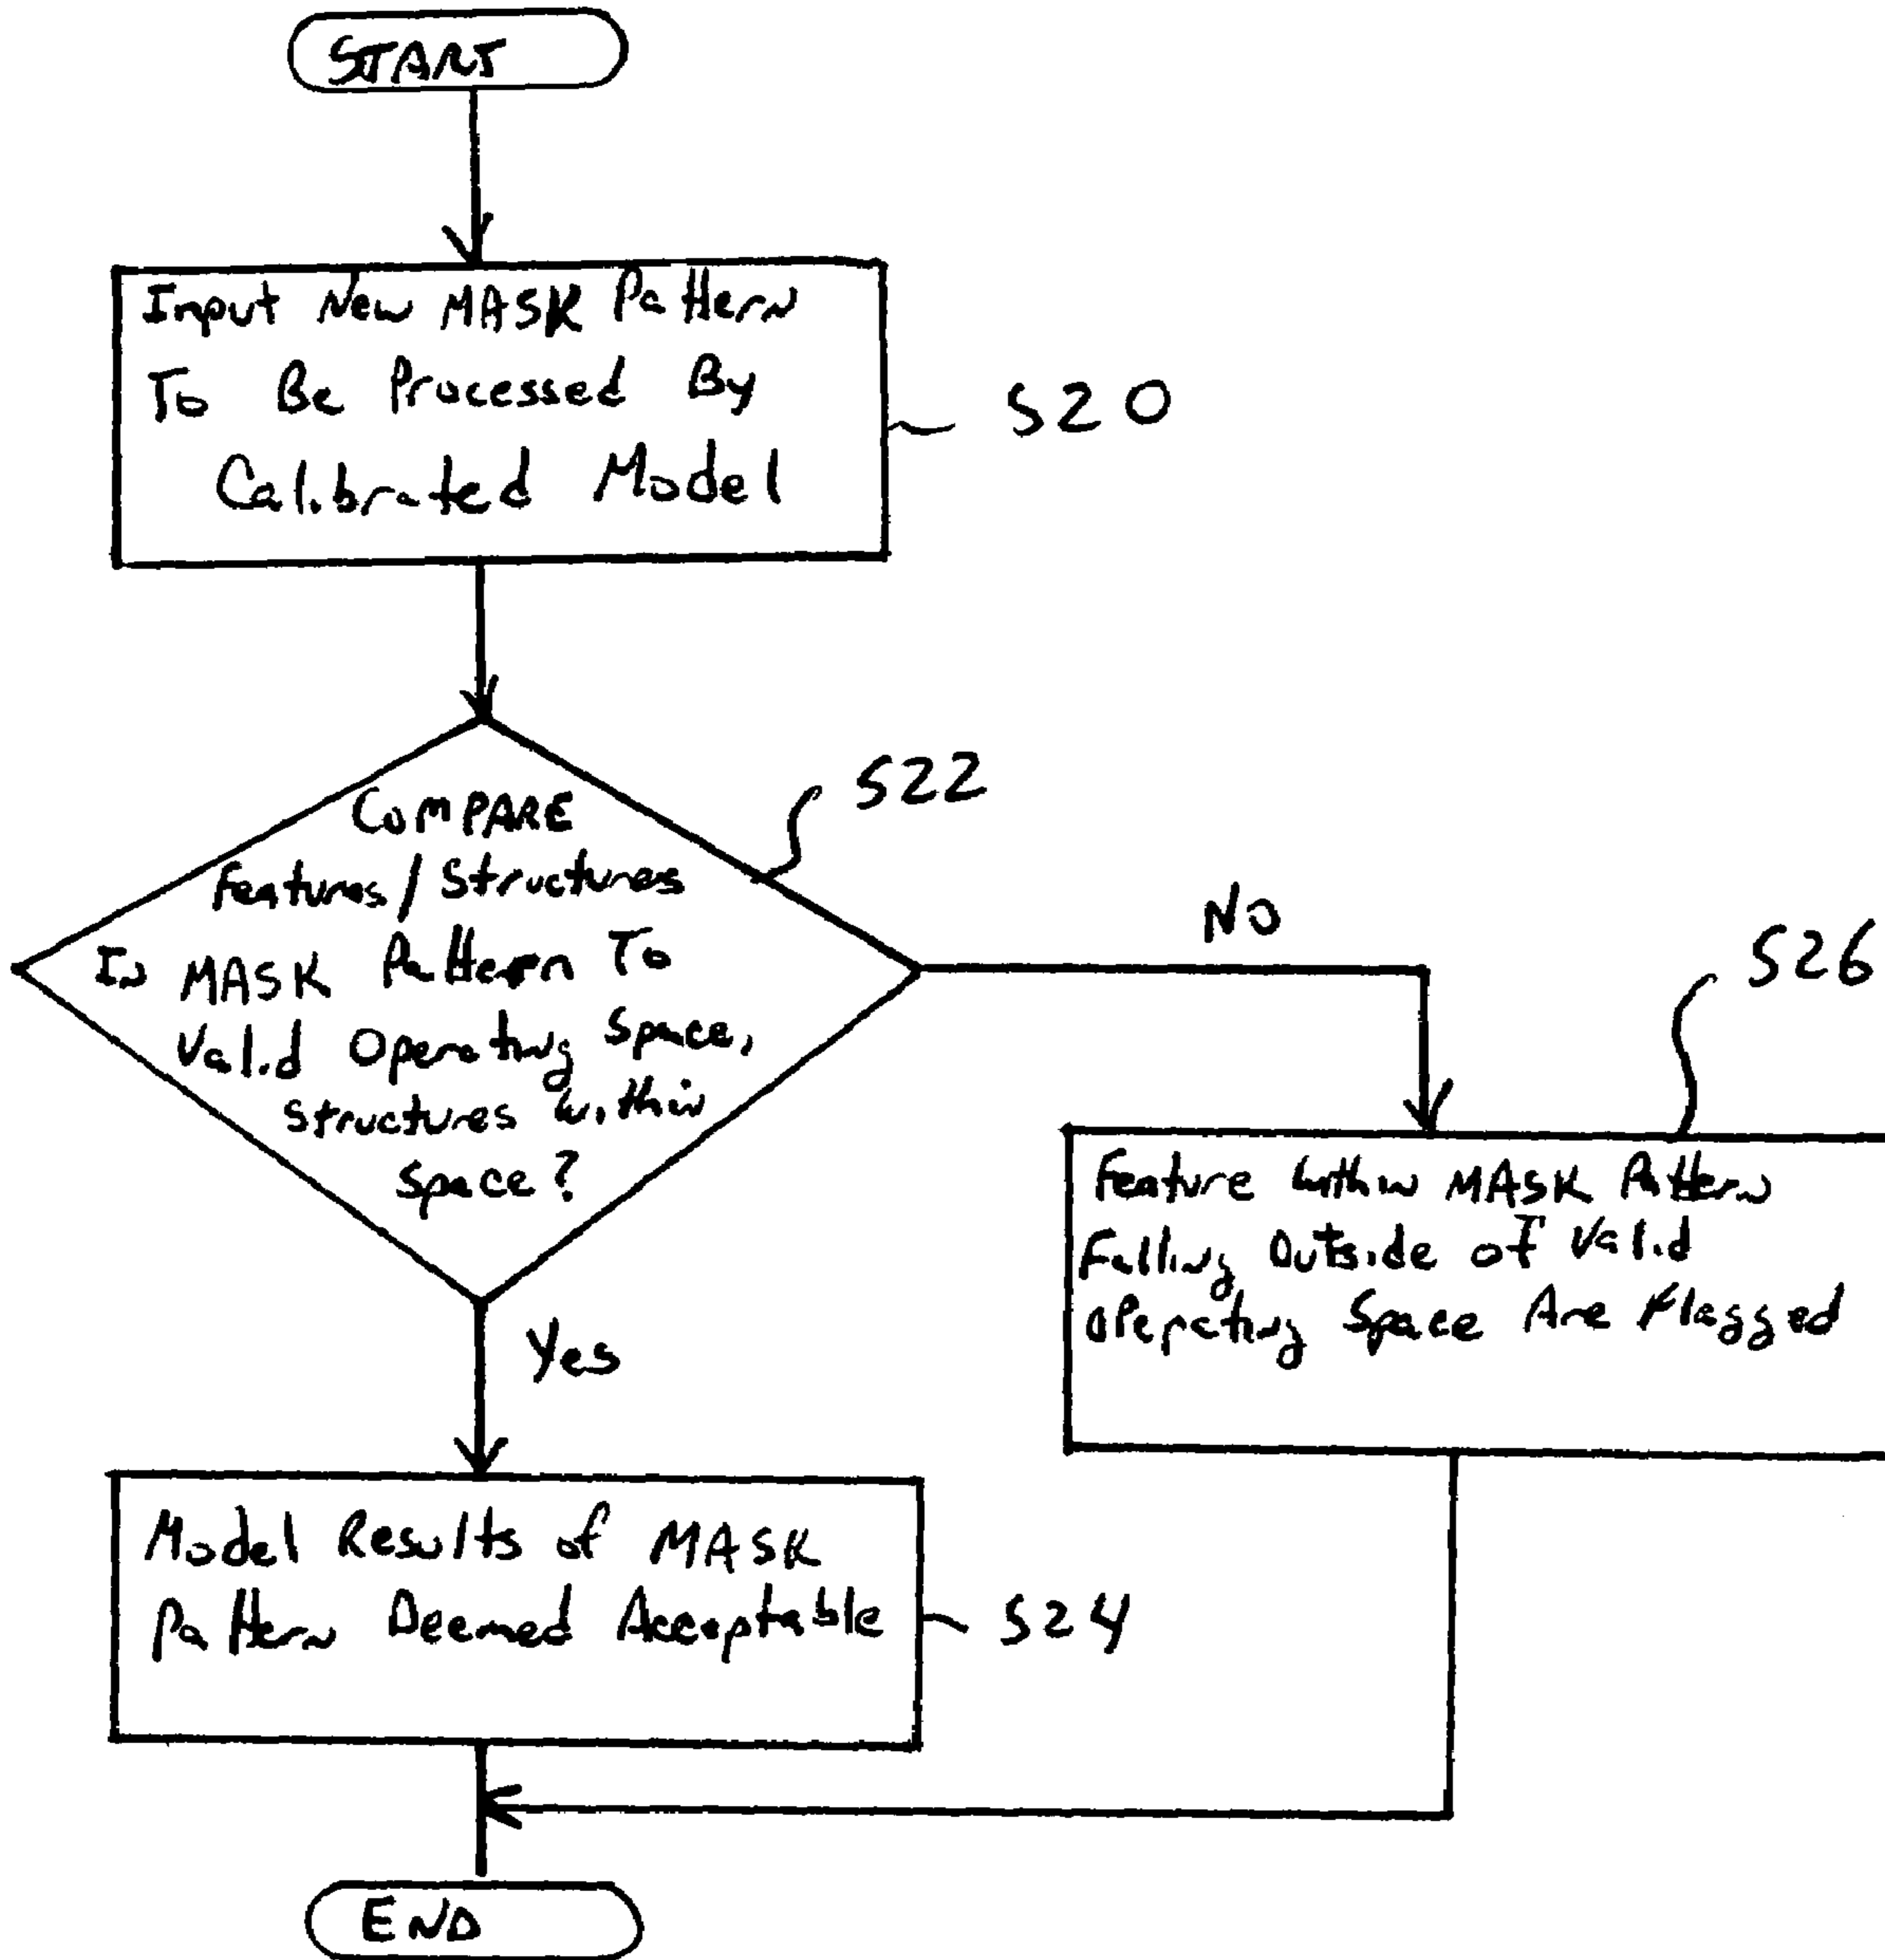 START
Input New MASK Pattern
To Be Processed By
Calibrated Model
S20
COMPARE
Features/Structures
In MASK Pattern To
Valid Operating Space,
Structures Within
Space?
S22
No
S26
Feature Within MASK Pattern
Falling Outside of Valid
Operating Space Are Flagged
Yes
Model Results of MASK
Pattern Deemed Acceptable
S24
END